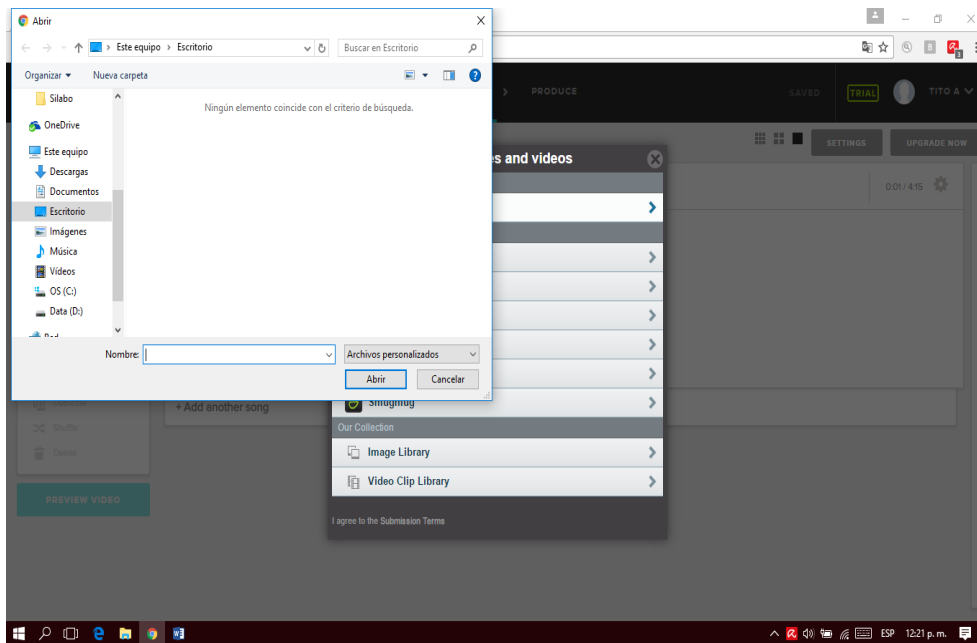 Abrir
Este equipo > Escritorio
Buscar en Escritorio
Organizar
Nueva carpeta
Silabo
OneDrive
Este equipo
Descargas
Documentos
Escritorio
Imágenes
Música
Vídeos
OS (C:)
Data (D:)
Ningún elemento coincide con el criterio de búsqueda.
Nombre:
Archivos personalizados
Abrir
Cancelar
> PRODUCE
SAVED
TRIAL
TITO A
SETTINGS
UPGRADE NOW
and videos
0:01 / 4:15
+ Add another song
Shuffle
Delete
PREVIEW VIDEO
Smugmug
Our Collection
Image Library
Video Clip Library
I agree to the Submission Terms
ESP
12:21 p. m.